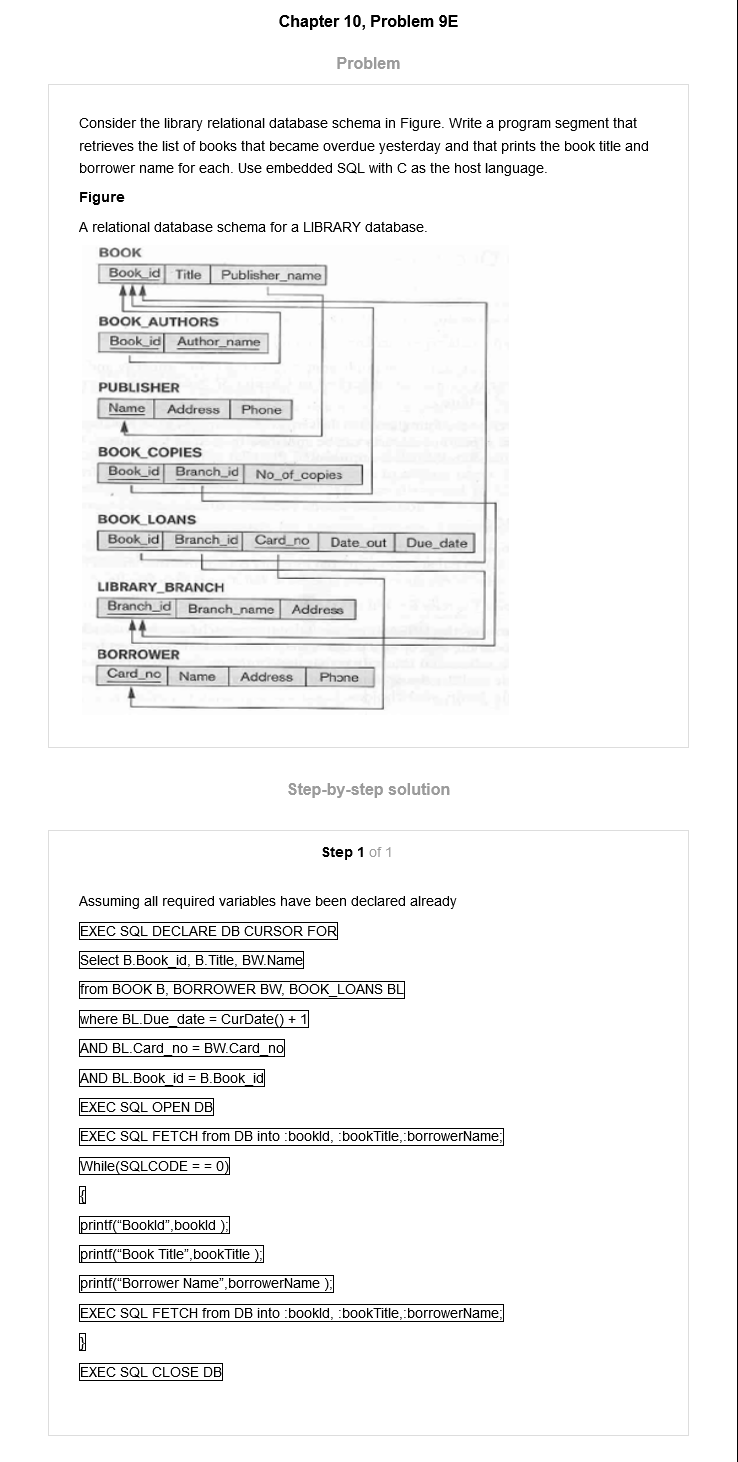 Chapter 10, Problem 9E
Problem
Consider the library relational database schema in Figure. Write a program segment that
retrieves the list of books that became overdue yesterday and that prints the book title and
borrower name for each. Use embedded SQL with C as the host language.
Figure
A relational database schema for a LIBRARY database.
BOOK
Book_id Title Publisher_name
BOOK_AUTHORS
Book_id Author_name
PUBLISHER
Name Address Phone
BOOK_COPIES
Book_id Branch_id No_of_copies
BOOK_LOANS
Book_id Branch_id Card_no Date_out Due_date
LIBRARY_BRANCH
Branch_id Branch_name Address
BORROWER
Card_no Name Address Phone
Step-by-step solution
Step 1 of 1
Assuming all required variables have been declared already
EXEC SQL DECLARE DB CURSOR FOR
Select B.Book_id, B.Title, BW.Name
from BOOK B, BORROWER BW, BOOK_LOANS BL
where BL.Due_date = CurDate() + 1
AND BL.Card_no = BW.Card_no
AND BL.Book_id = B.Book_id
EXEC SQL OPEN DB
EXEC SQL FETCH from DB into :bookId, :bookTitle,:borrowerName;
While(SQLCODE = = 0)
{
printf(“BookId”,bookId );
printf(“Book Title”,bookTitle );
printf(“Borrower Name”,borrowerName );
EXEC SQL FETCH from DB into :bookId, :bookTitle,:borrowerName;
}
EXEC SQL CLOSE DB